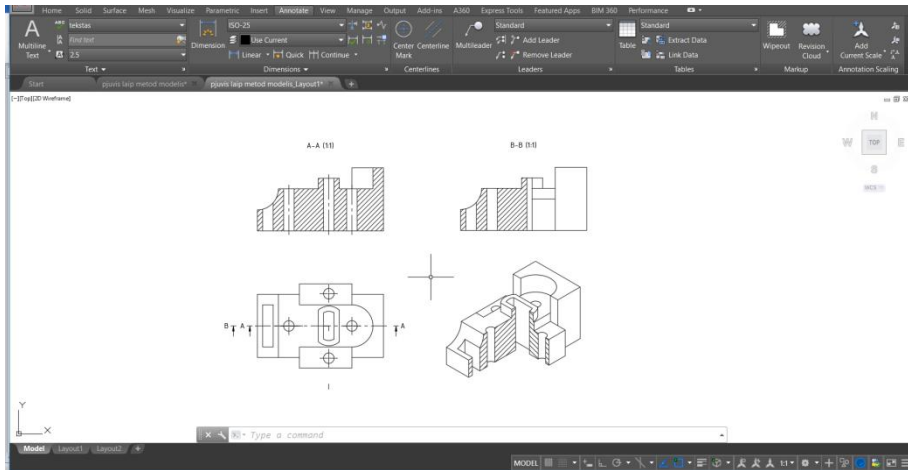 Home Solid Surface Mesh Visualize Parametric Insert Annotate View Manage Output Add-ins A360 Express Tools Featured Apps BIM 360 Performance
tekstas
Find text
2.5
Multiline Text
Text
Dimension
ISO-25
Use Current
Linear Quick Continue
Dimensions
Center Mark
Centerline
Centerlines
Multileader
Standard
Add Leader
Remove Leader
Leaders
Table
Standard
Extract Data
Link Data
Tables
Wipeout
Revision Cloud
Markup
Add Current Scale
Annotation Scaling
Start pjuvis laip metod modelis* pjuvis laip metod modelis_Layout1*
[−][Top][2D Wireframe]
A-A (1:1)
B-B (1:1)
N
W TOP E
S
WCS
B A A
Y
X
Type a command
Model Layout1 Layout2 +
MODEL 1:1